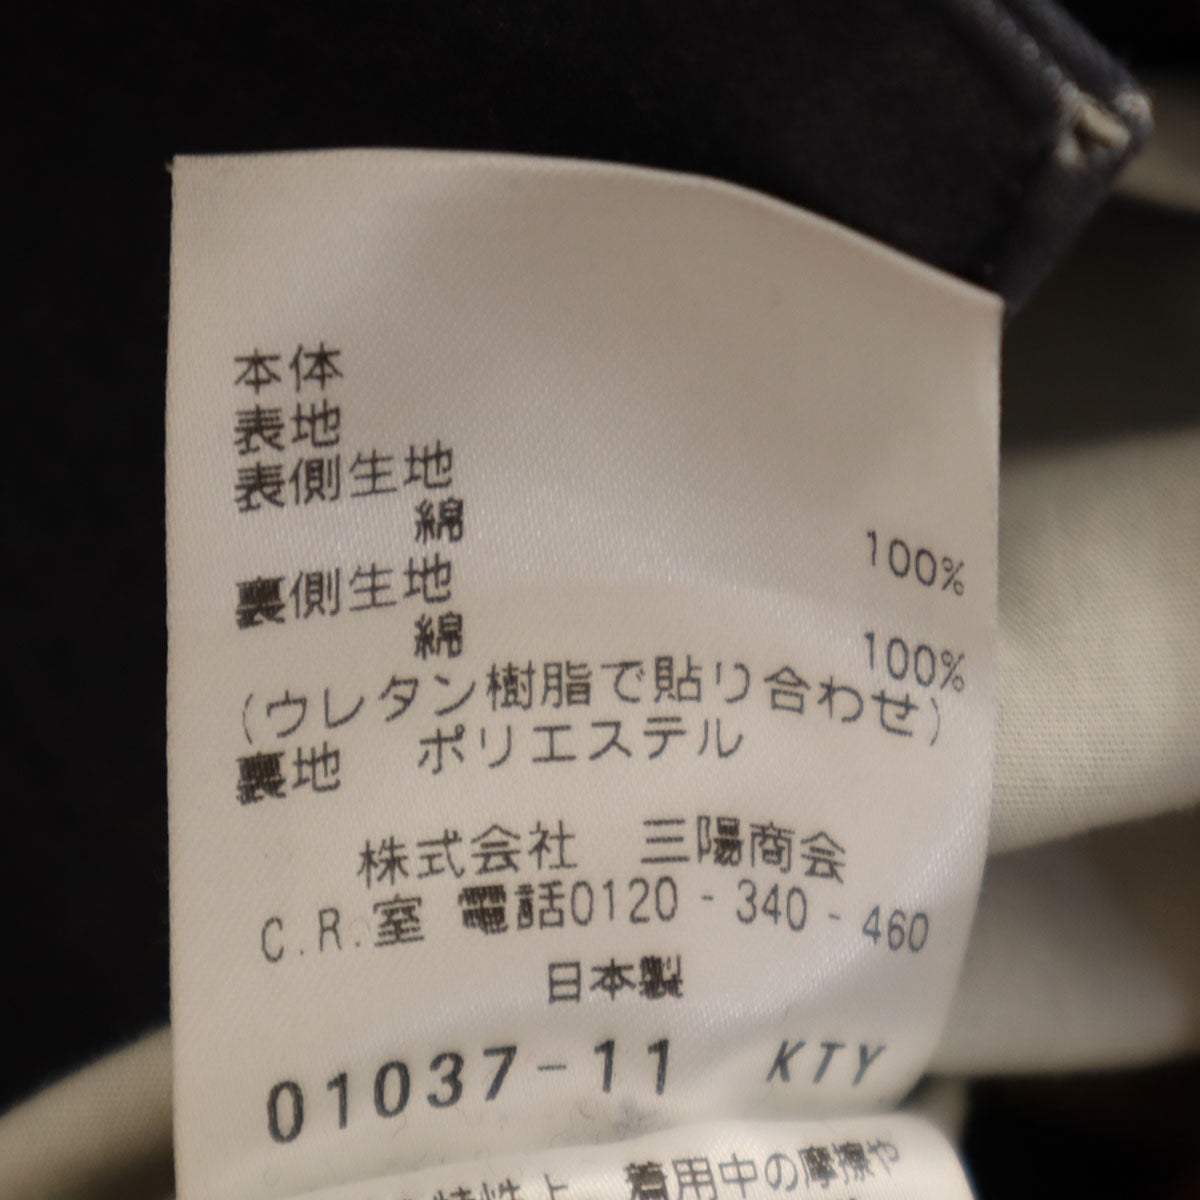 本体
表地
表側生地
綿 100%
裏側生地
綿 100%
(ウレタン樹脂で貼り合わせ)
裏地 ポリエステル
株式会社 三陽商会
C.R.室 電話0120-340-460
日本製
01037-11 KTY
特性上、着用中の摩擦や